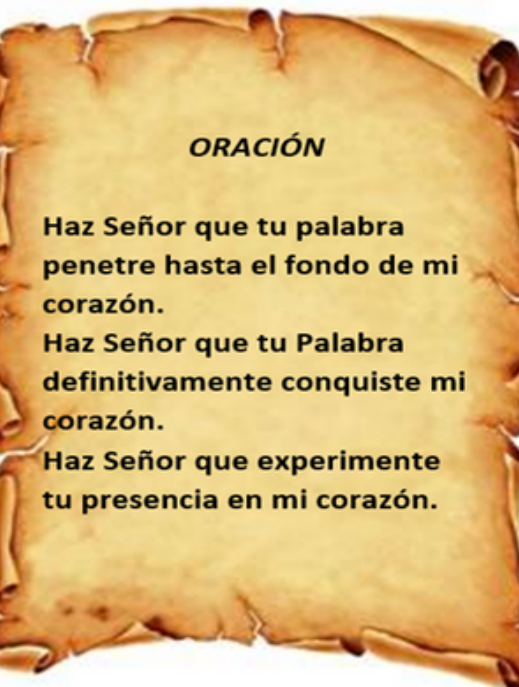 ORACIÓN
Haz Señor que tu palabra
penetre hasta el fondo de mi
corazón.
Haz Señor que tu Palabra
definitivamente conquiste mi
corazón.
Haz Señor que experimente
tu presencia en mi corazón.